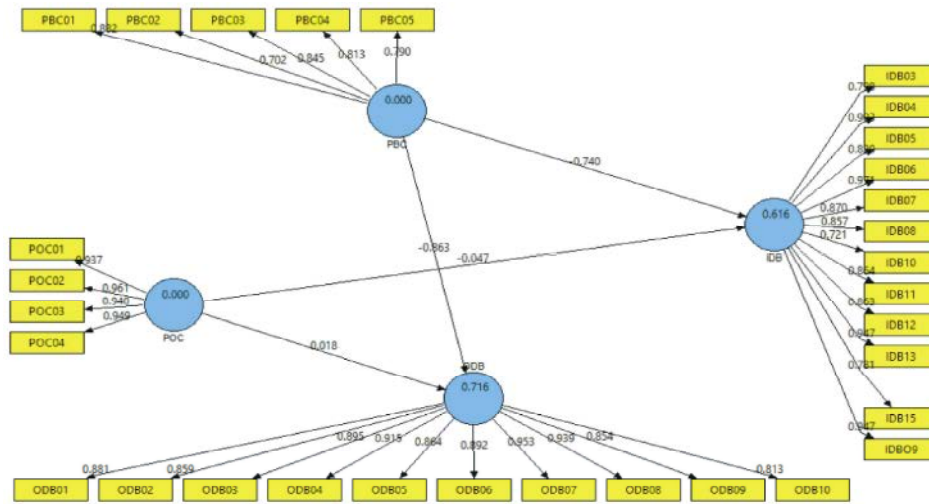 PBC01 PBC02 PBC03 PBC04 PBC05
0.702 0.845 0.813 0.790
0.000
PBC
-0.740
-0.863
IDB03
IDB04
IDB05
IDB06
IDB07
IDB08
IDB10
IDB11
IDB12
IDB13
IDB15
IDBO9
0.870
0.857
0.721
0.616
IDB
-0.047
POC01
POC02
POC03
POC04
0.937
0.961
0.940
0.949
0.000
POC
0.018
0.716
0.881 0.859 0.895 0.915 0.864 0.892 0.953 0.939 0.854 0.813
ODB01 ODB02 ODB03 ODB04 ODB05 ODB06 ODB07 ODB08 ODB09 ODB10